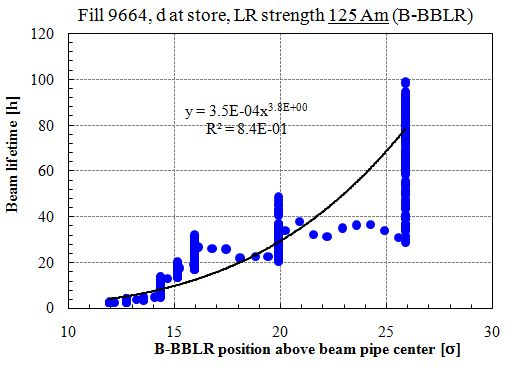 Fill 9664, d at store, LR strength 125 Am (B-BBLR)
120
100
80
60
40
20
0
Beam lifetime [h]
y = 3.5E-04x^3.8E+00
R² = 8.4E-01
10 15 20 25 30
B-BBLR position above beam pipe center [σ]